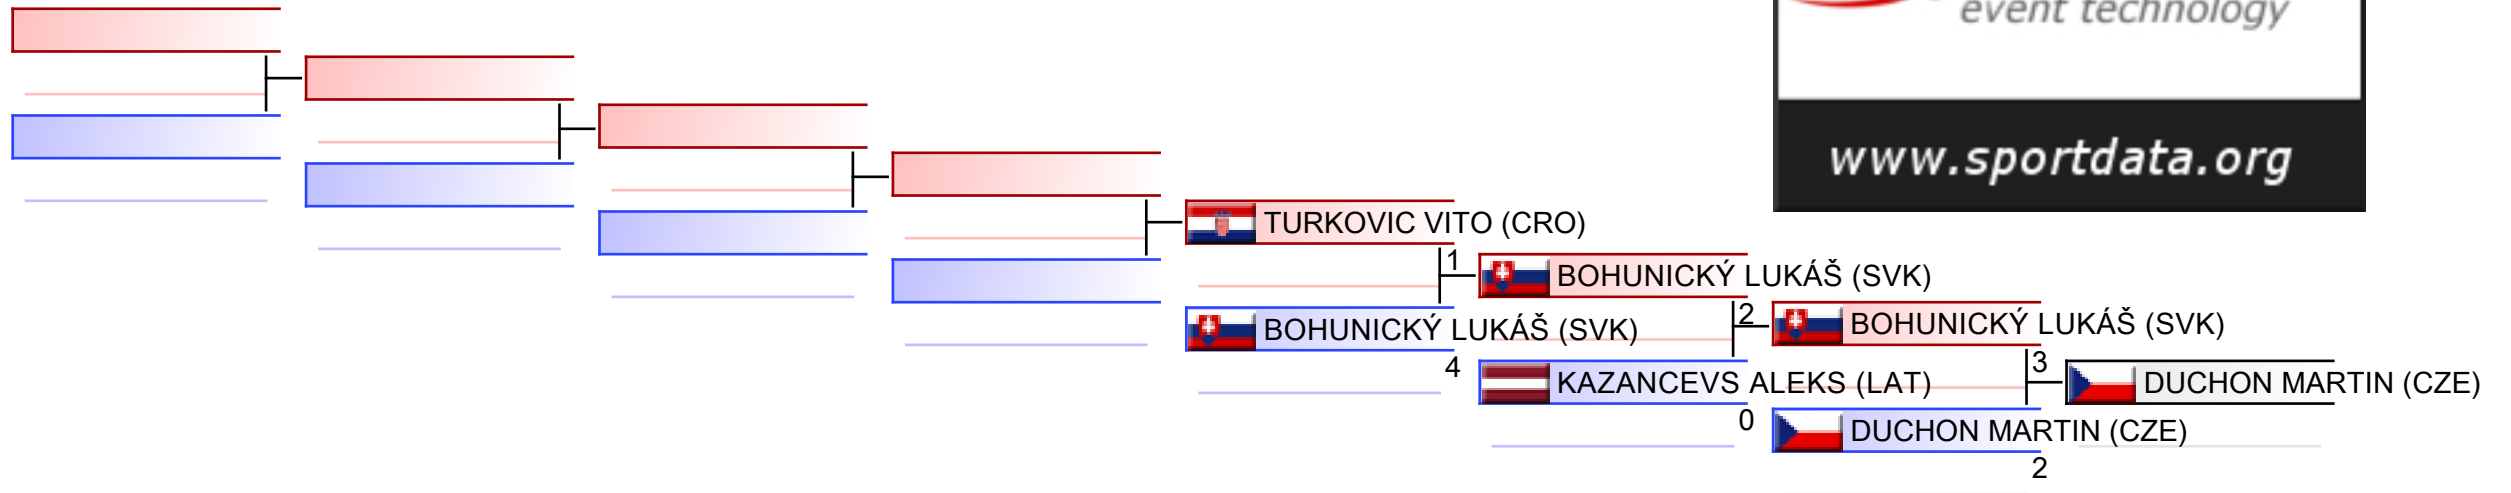 event technology
www.sportdata.org
TURKOVIC VITO (CRO)
1
BOHUNICKÝ LUKÁŠ (SVK)
4
BOHUNICKÝ LUKÁŠ (SVK)
2
KAZANCEVS ALEKS (LAT)
0
BOHUNICKÝ LUKÁŠ (SVK)
3
DUCHON MARTIN (CZE)
2
DUCHON MARTIN (CZE)